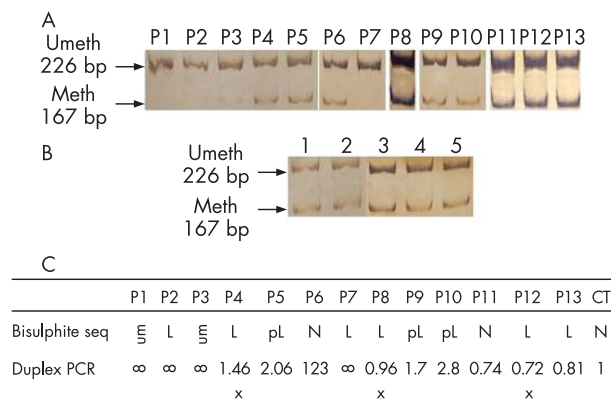 A
P1 P2 P3 P4 P5 P6 P7 P8 P9 P10 P11 P12 P13
Umeth
226 bp
Meth
167 bp
B
1 2 3 4 5
Umeth
226 bp
Meth
167 bp
C
P1 P2 P3 P4 P5 P6 P7 P8 P9 P10 P11 P12 P13 CT
Bisulphite seq um L um L pL N L L pL pL N L L N
Duplex PCR ∞ ∞ ∞ 1.46 2.06 123 ∞ 0.96 1.7 2.8 0.74 0.72 0.81 1
x x x